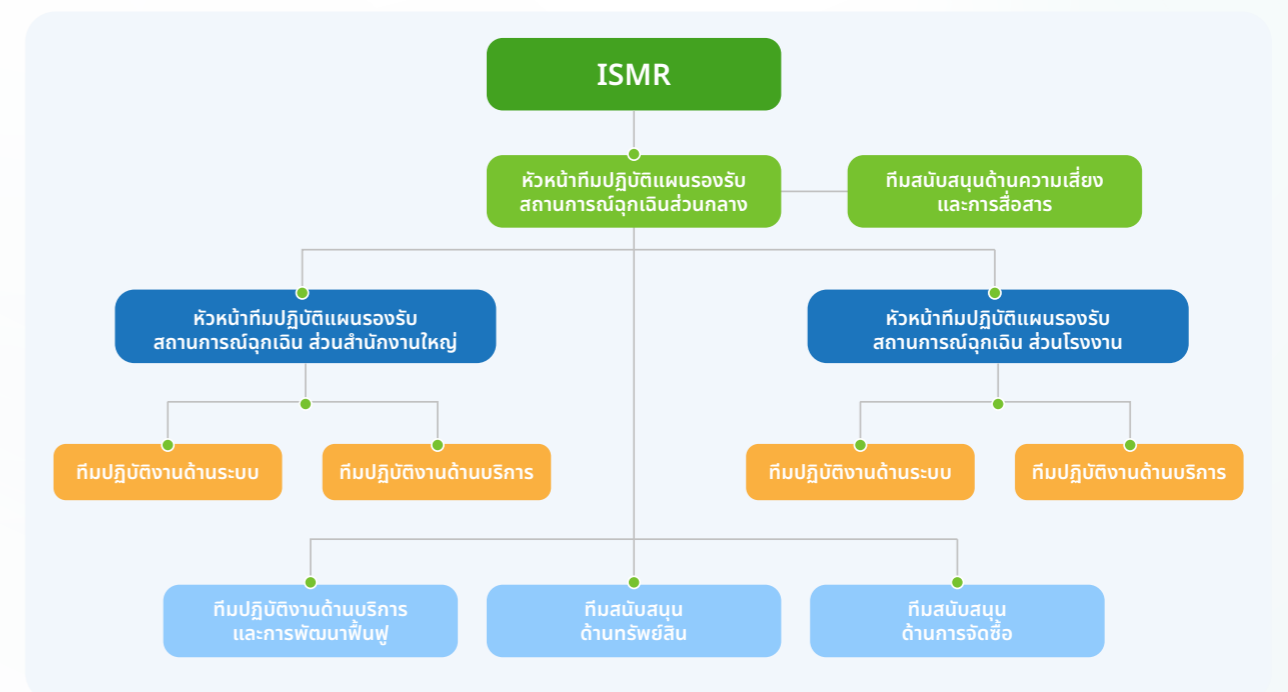 ISMR
หัวหน้าทีมปฏิบัติแผนรองรับ
สถานการณ์ฉุกเฉินส่วนกลาง
ทีมสนับสนุนด้านความเสี่ยง
และการสื่อสาร
หัวหน้าทีมปฏิบัติแผนรองรับ
สถานการณ์ฉุกเฉิน ส่วนสำนักงานใหญ่
หัวหน้าทีมปฏิบัติแผนรองรับ
สถานการณ์ฉุกเฉิน ส่วนโรงงาน
ทีมปฏิบัติงานด้านระบบ
ทีมปฏิบัติงานด้านบริการ
ทีมปฏิบัติงานด้านระบบ
ทีมปฏิบัติงานด้านบริการ
ทีมปฏิบัติงานด้านบริการ
และการพัฒนาฟื้นฟู
ทีมสนับสนุน
ด้านทรัพย์สิน
ทีมสนับสนุน
ด้านการจัดซื้อ